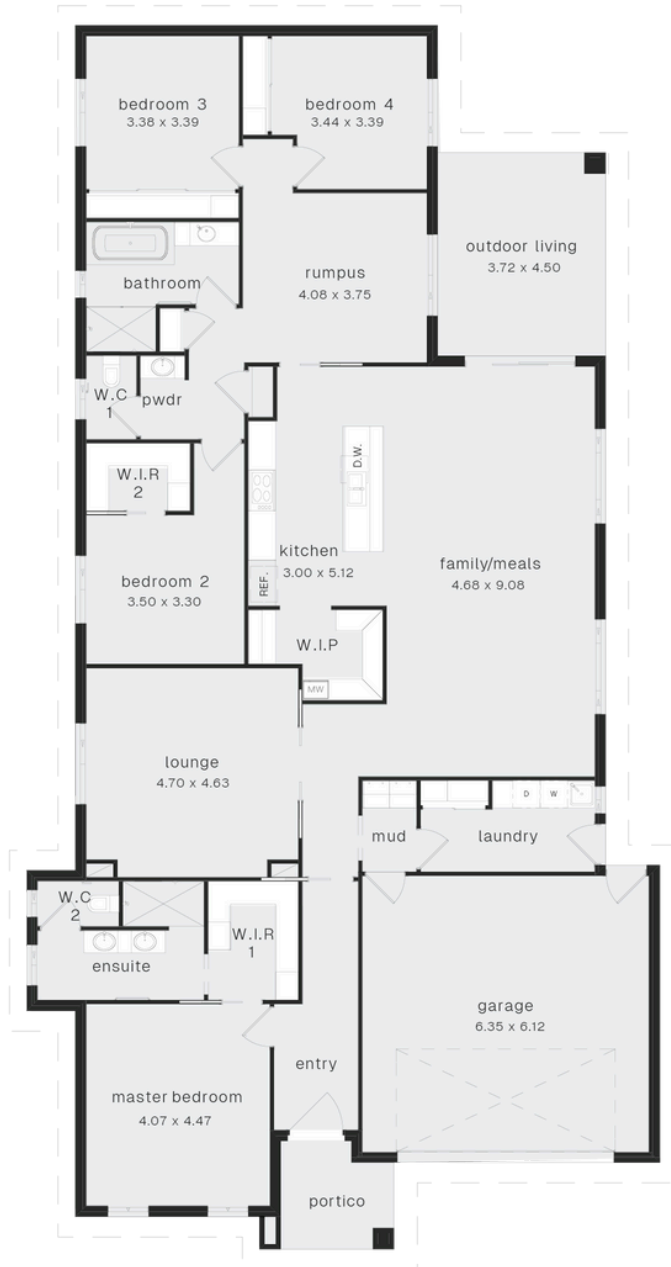 bedroom 3
3.38 x 3.39
bedroom 4
3.44 x 3.39
outdoor living
3.72 x 4.50
bathroom
rumpus
4.08 x 3.75
W.C
1
pwdr
W.I.R
2
D.W.
kitchen
3.00 x 5.12
family/meals
4.68 x 9.08
bedroom 2
3.50 x 3.30
REF.
W.I.P
MW
lounge
4.70 x 4.63
D
W
mud
laundry
W.C
2
W.I.R
1
ensuite
garage
6.35 x 6.12
entry
master bedroom
4.07 x 4.47
portico